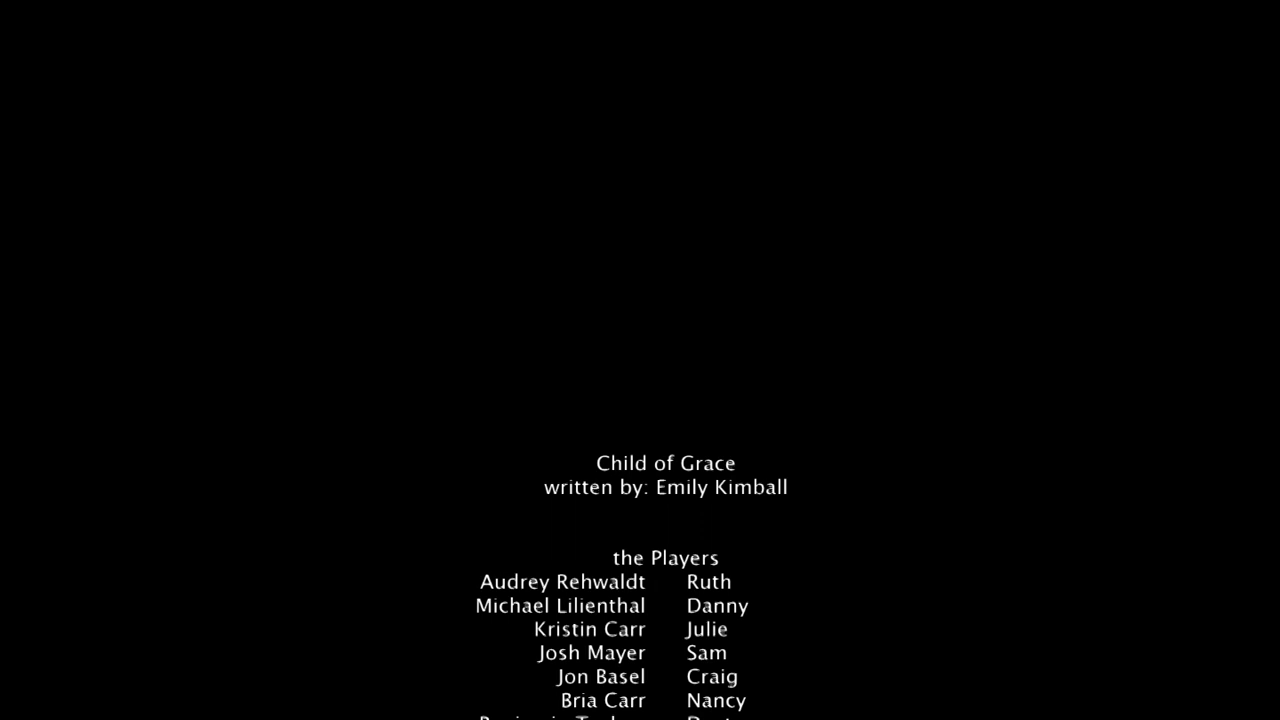 Child of Grace
written by: Emily Kimball
the Players
Audrey Rehwaldt Ruth
Michael Lilienthal Danny
Kristin Carr Julie
Josh Mayer Sam
Jon Basel Craig
Bria Carr Nancy